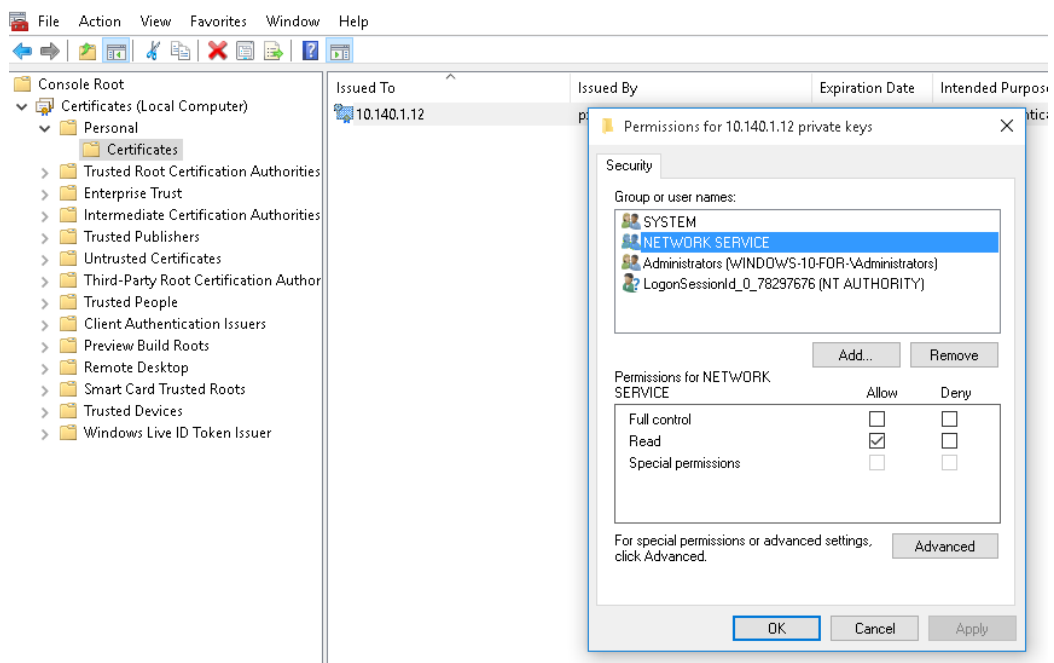 File Action View Favorites Window Help
Console Root
Certificates (Local Computer)
Personal
Certificates
Trusted Root Certification Authorities
Enterprise Trust
Intermediate Certification Authorities
Trusted Publishers
Untrusted Certificates
Third-Party Root Certification Author
Trusted People
Client Authentication Issuers
Preview Build Roots
Remote Desktop
Smart Card Trusted Roots
Trusted Devices
Windows Live ID Token Issuer
Issued To Issued By Expiration Date Intended Purpose
10.140.1.12
Permissions for 10.140.1.12 private keys
Security
Group or user names:
SYSTEM
NETWORK SERVICE
Administrators (WINDOWS-10-FOR-\Administrators)
LogonSessionId_0_78297676 (NT AUTHORITY)
Add... Remove
Permissions for NETWORK
SERVICE Allow Deny
Full control
Read
Special permissions
For special permissions or advanced settings,
click Advanced.
Advanced
OK Cancel Apply